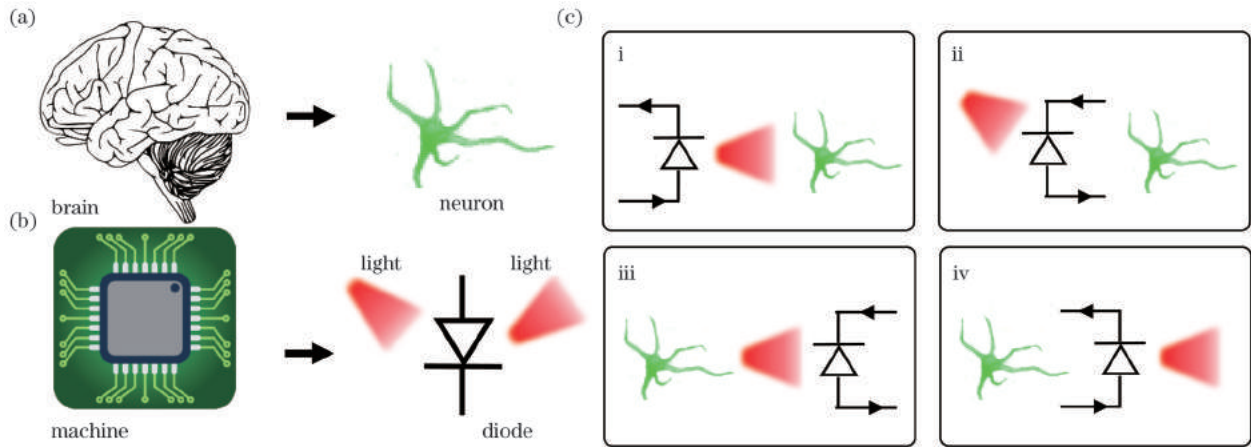 (a)
brain
neuron
(b)
machine
light
light
diode
(c)
i
ii
iii
iv